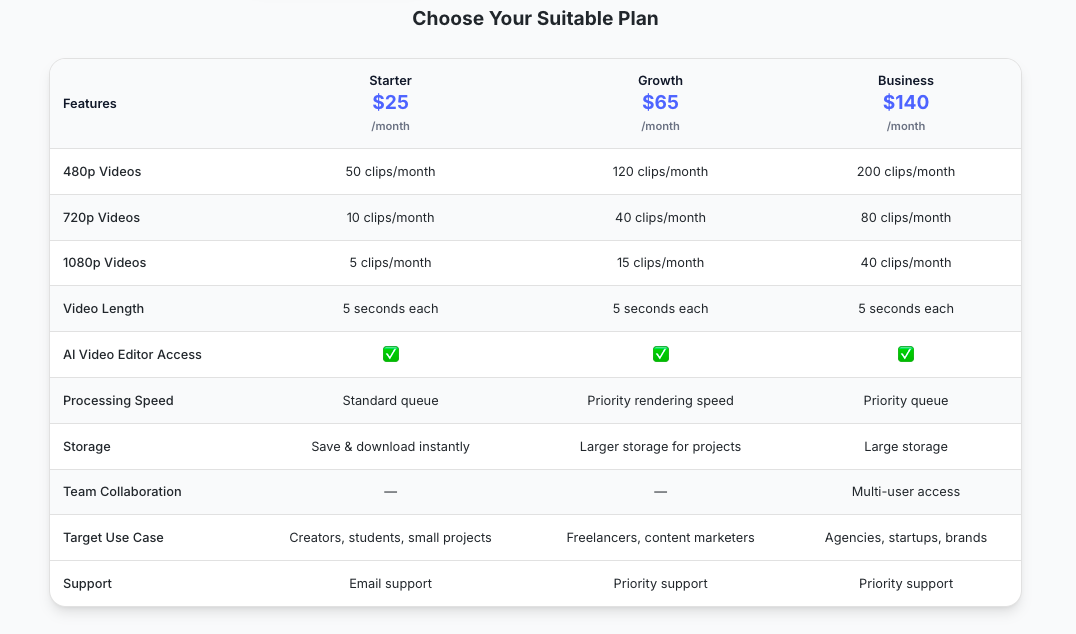 Choose Your Suitable Plan
Features
Starter
$25
/month
Growth
$65
/month
Business
$140
/month
480p Videos 50 clips/month 120 clips/month 200 clips/month
720p Videos 10 clips/month 40 clips/month 80 clips/month
1080p Videos 5 clips/month 15 clips/month 40 clips/month
Video Length 5 seconds each 5 seconds each 5 seconds each
AI Video Editor Access ✅ ✅ ✅
Processing Speed Standard queue Priority rendering speed Priority queue
Storage Save & download instantly Larger storage for projects Large storage
Team Collaboration — — Multi-user access
Target Use Case Creators, students, small projects Freelancers, content marketers Agencies, startups, brands
Support Email support Priority support Priority support